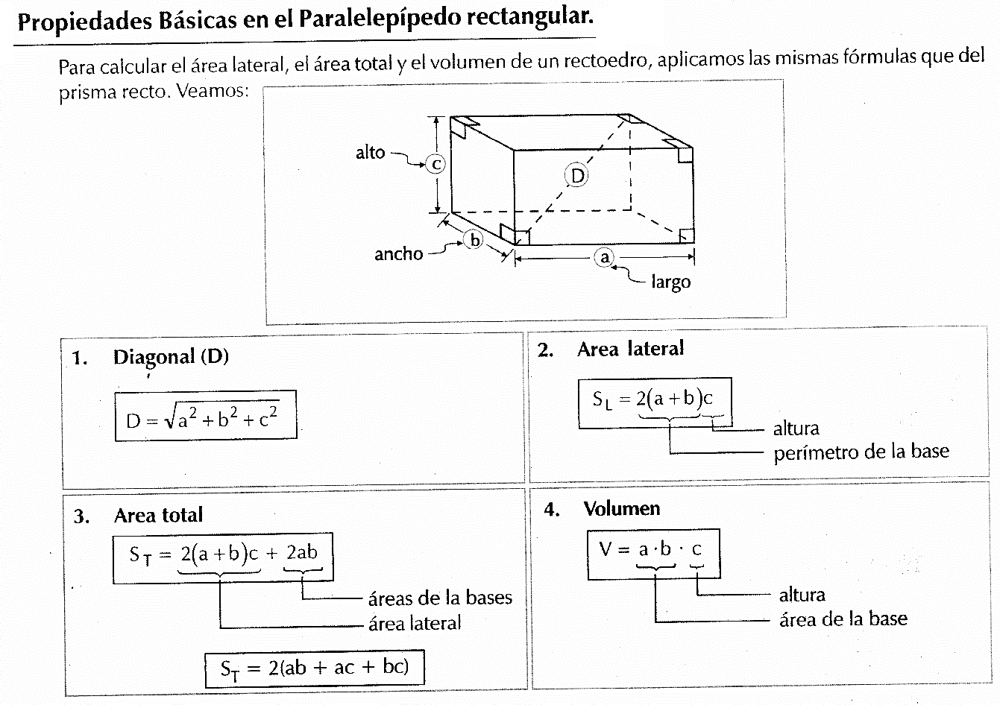 Propiedades Básicas en el Paralelepípedo rectangular.
Para calcular el área lateral, el área total y el volumen de un rectoedro, aplicamos las mismas fórmulas que del
prisma recto. Veamos:
alto
c
D
b
ancho
a
largo
1. Diagonal (D)
D = √a² + b² + c²
2. Area lateral
S_L = 2(a + b)c
altura
perímetro de la base
3. Area total
S_T = 2(a + b)c + 2ab
áreas de la bases
área lateral
S_T = 2(ab + ac + bc)
4. Volumen
V = a · b · c
altura
área de la base